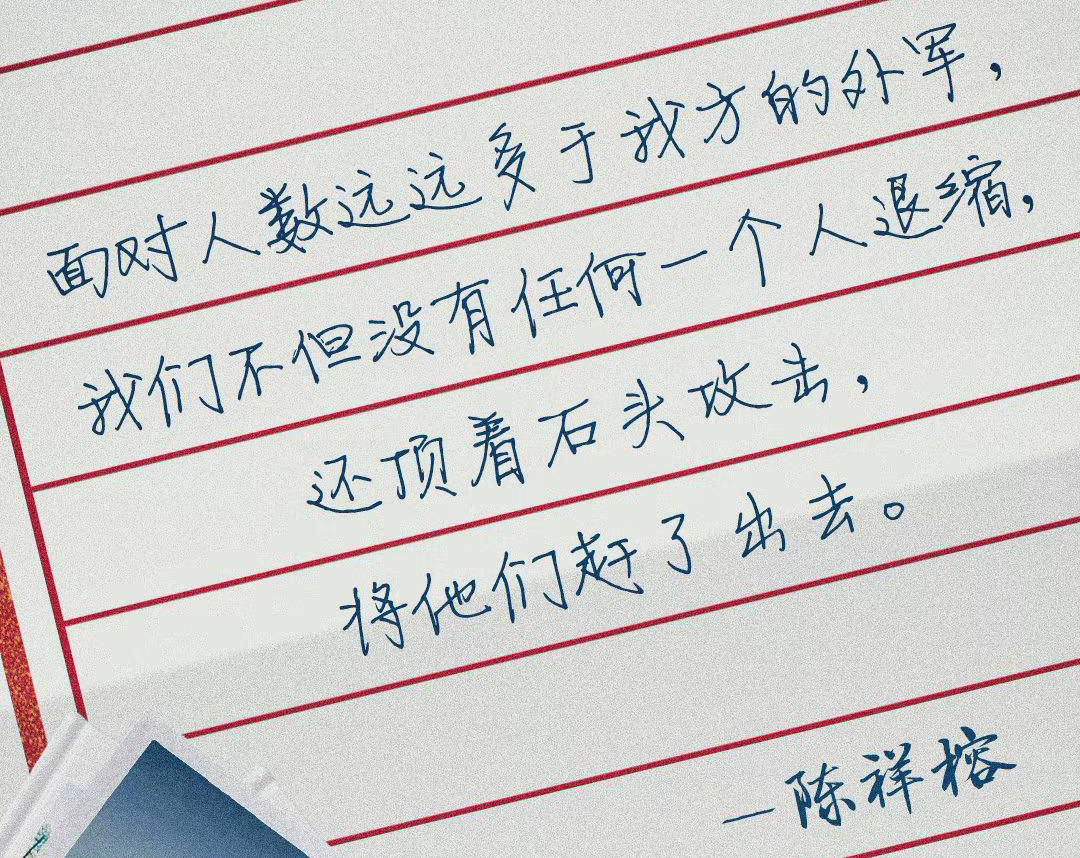 面对人数远远多于我方的外军，
我们不但没有任何一个人退缩，
还顶着石头攻击，
将他们赶了出去。
—陈祥榕